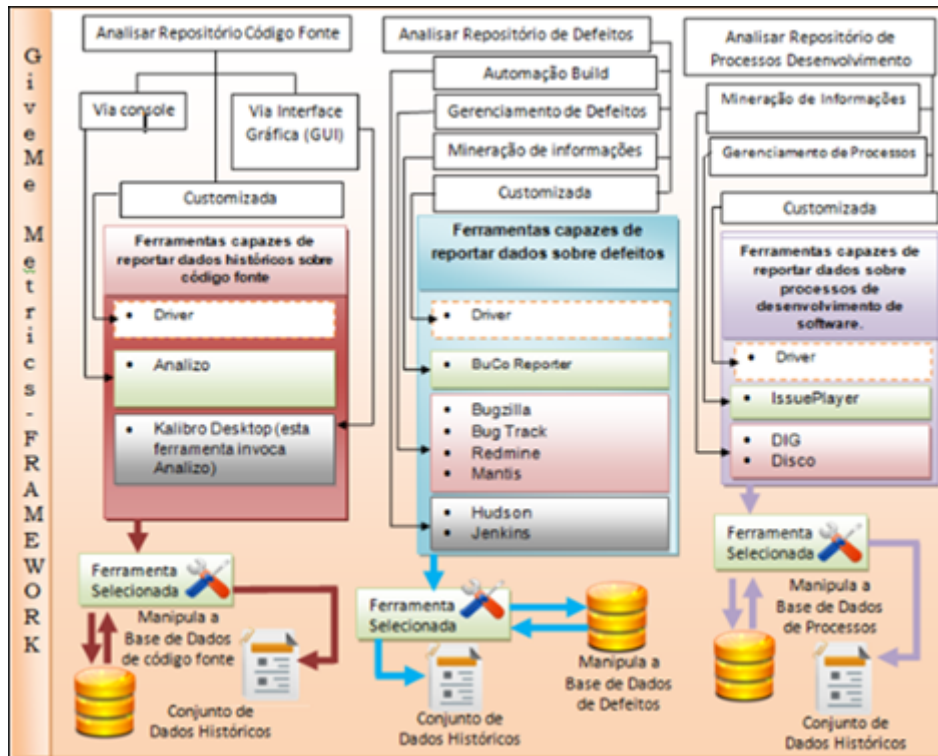 GiveMe Metrics-FRAMEWORK
Analisar Repositório Código Fonte
Via console
Via Interface
Gráfica (GUI)
Customizada
Ferramentas capazes de
reportar dados históricos sobre
código fonte
• Driver
• Analizo
• Kalibro Desktop (esta
ferramenta invoca
Analizo)
Ferramenta
Selecionada
Manipula a
Base de Dados
de código fonte
Conjunto de
Dados Históricos
Analisar Repositório de Defeitos
Automação Build
Gerenciamento de Defeitos
Mineração de informações
Customizada
Ferramentas capazes de
reportar dados sobre defeitos
• Driver
• BuCo Reporter
• Bugzilla
• Bug Track
• Redmine
• Mantis
• Hudson
• Jenkins
Ferramenta
Selecionada
Manipula a
Base de Dados
de Defeitos
Conjunto de
Dados Históricos
Analisar Repositório de
Processos Desenvolvimento
Mineração de Informações
Gerenciamento de Processos
Customizada
Ferramentas capazes de
reportar dados sobre
processos de
desenvolvimento de
software.
• Driver
• IssuePlayer
• DIG
• Disco
Ferramenta
Selecionada
Manipula a
Base de Dados
de Processos
Conjunto de
Dados Históricos